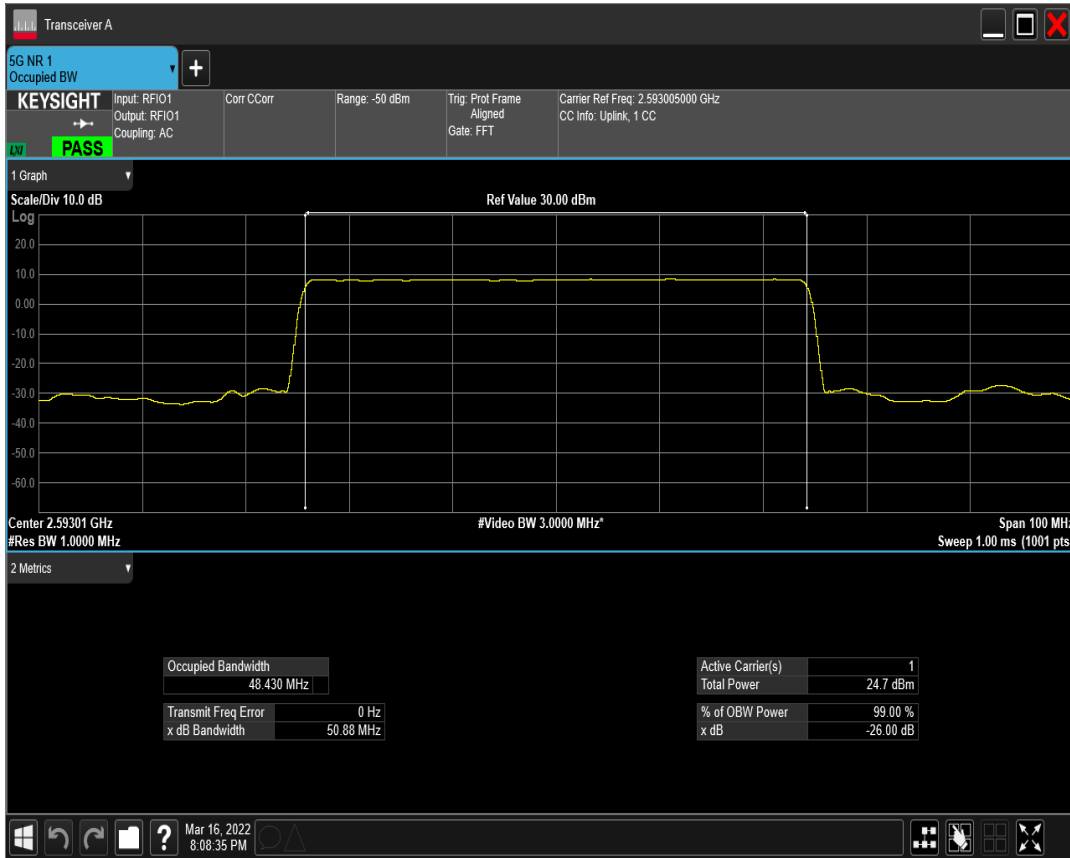 Transceiver A
5G NR 1
Occupied BW
KEYSIGHT
LXI
PASS
Input: RFIO1
Output: RFIO1
Coupling: AC
Corr CCorr
Range: -50 dBm
Trig: Prot Frame
Aligned
Gate: FFT
Carrier Ref Freq: 2.593005000 GHz
CC Info: Uplink, 1 CC
1 Graph
Scale/Div 10.0 dB
Ref Value 30.00 dBm
Log
20.0
10.0
0.00
-10.0
-20.0
-30.0
-40.0
-50.0
-60.0
Center 2.59301 GHz
#Video BW 3.0000 MHz*
Span 100 MHz
#Res BW 1.0000 MHz
Sweep 1.00 ms (1001 pts
2 Metrics
Occupied Bandwidth
48.430 MHz
Transmit Freq Error 0 Hz
x dB Bandwidth 50.88 MHz
Active Carrier(s) 1
Total Power 24.7 dBm
% of OBW Power 99.00 %
x dB -26.00 dB
?
Mar 16, 2022
8:08:35 PM